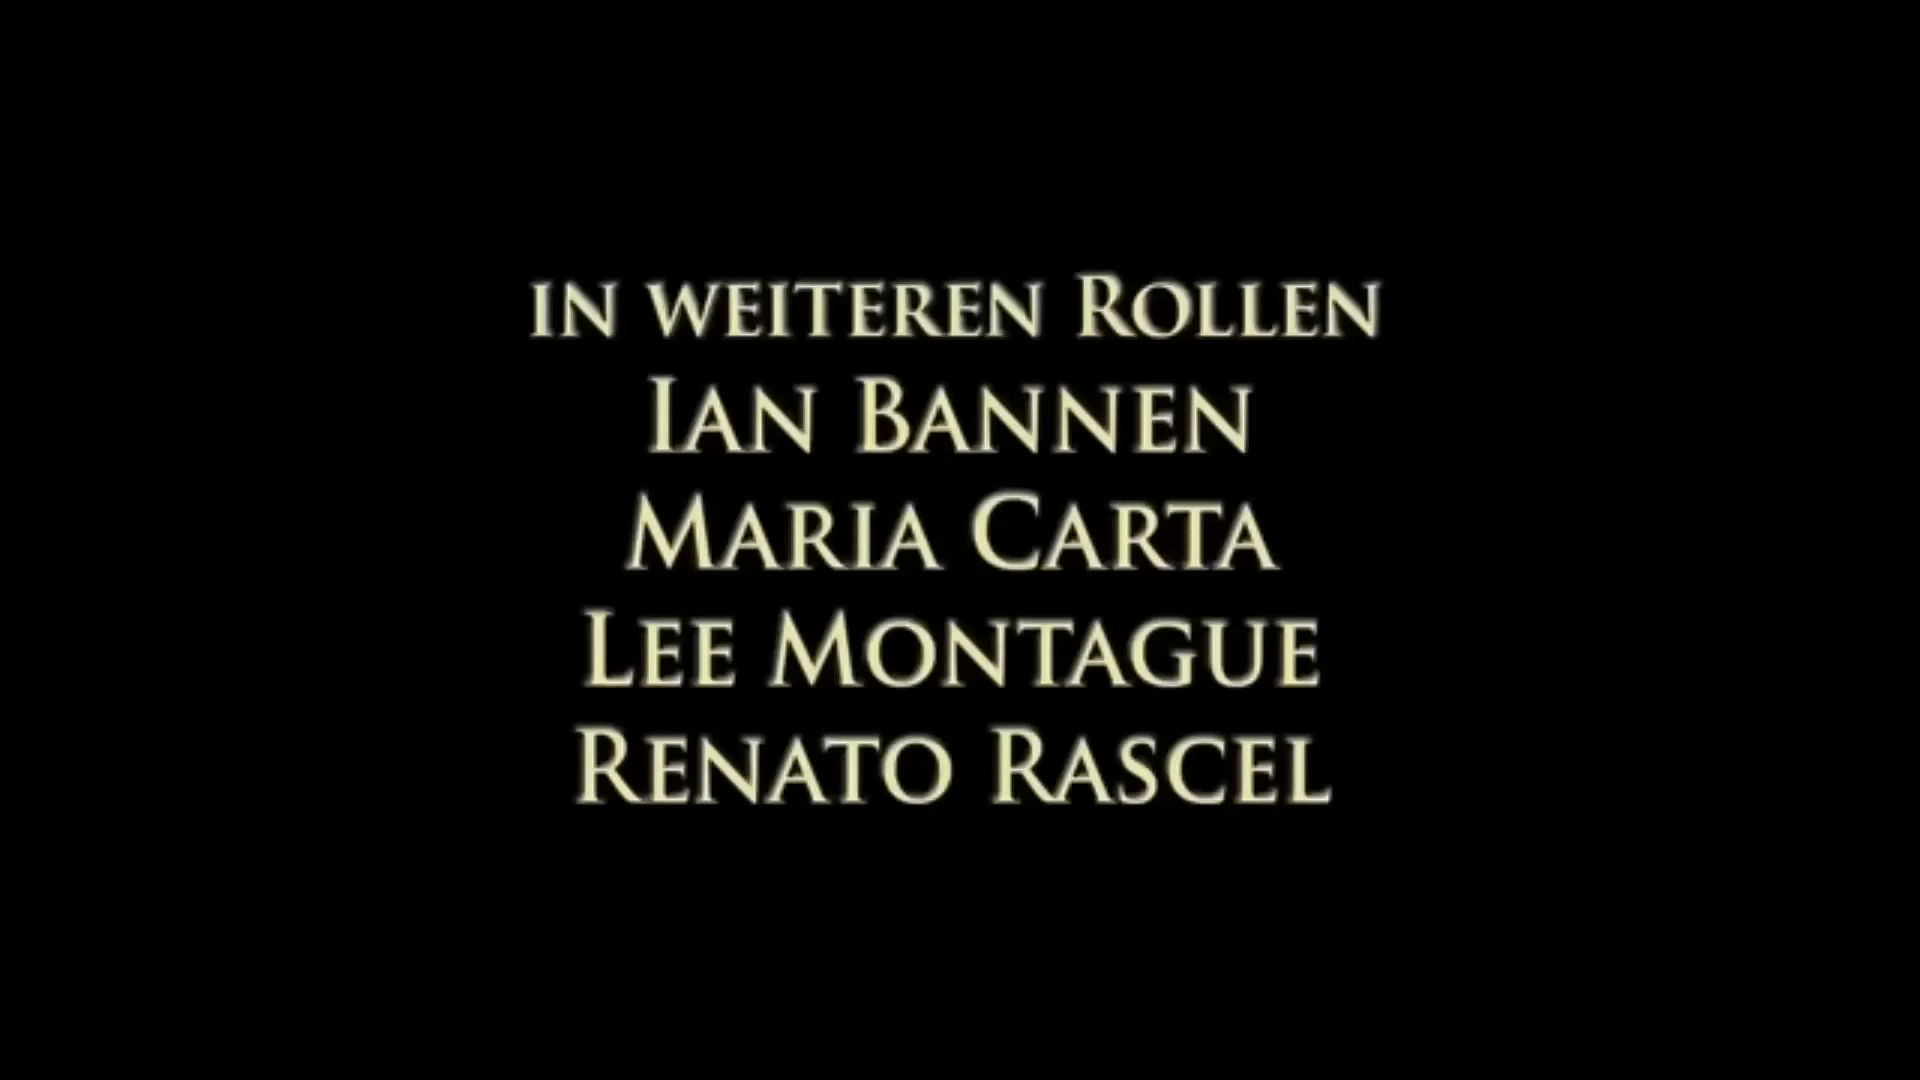 in weiteren Rollen
Ian Bannen
Maria Carta
Lee Montague
Renato Rascel